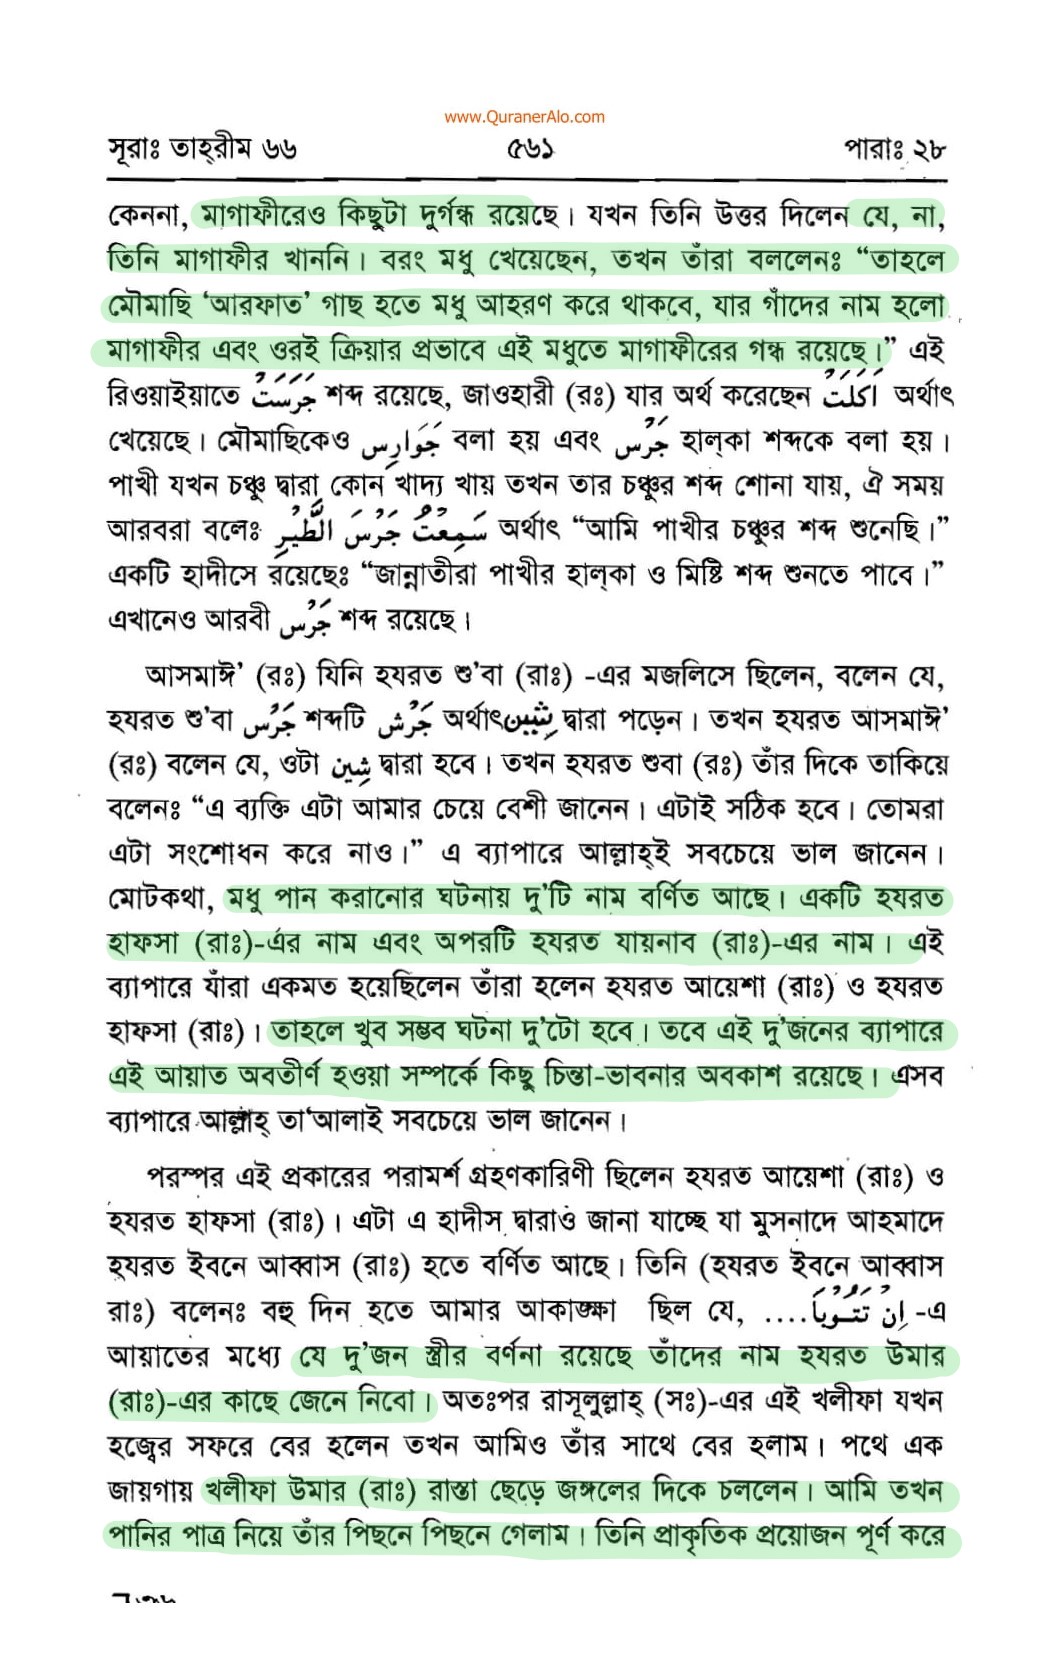 www.QuranerAlo.com
সূরাঃ তাহ্‌রীম ৬৬ ৫৬১ পারাঃ ২৮
কেননা, মাগাফীরেও কিছুটা দুর্গন্ধ রয়েছে। যখন তিনি উত্তর দিলেন যে, না,
তিনি মাগাফীর খাননি। বরং মধু খেয়েছেন, তখন তাঁরা বললেনঃ “তাহলে
মৌমাছি ‘আরফাত’ গাছ হতে মধু আহরণ করে থাকবে, যার গাঁদের নাম হলো
মাগাফীর এবং ওরই ক্রিয়ার প্রভাবে এই মধুতে মাগাফীরের গন্ধ রয়েছে।” এই
রিওয়াইয়াতে جَرَسَتْ শব্দ রয়েছে, জাওহারী (রঃ) যার অর্থ করেছেন اَكَلَتْ অর্থাৎ
খেয়েছে। মৌমাছিকেও جَوَارِس বলা হয় এবং جَرْس হাল্‌কা শব্দকে বলা হয়।
পাখী যখন চঞ্চু দ্বারা কোন খাদ্য খায় তখন তার চঞ্চুর শব্দ শোনা যায়, ঐ সময়
আরবরা বলেঃ سَمِعْتُ جَرْسَ الطَّيْرِ অর্থাৎ “আমি পাখীর চঞ্চুর শব্দ শুনেছি।”
একটি হাদীসে রয়েছেঃ “জান্নাতীরা পাখীর হাল্‌কা ও মিষ্টি শব্দ শুনতে পাবে।”
এখানেও আরবী جَرْس শব্দ রয়েছে।
আসমাঈ’ (রঃ) যিনি হযরত শু’বা (রাঃ) -এর মজলিসে ছিলেন, বলেন যে,
হযরত শু’বা جَرْس শব্দটি جَرْش অর্থাৎ شِيْن দ্বারা পড়েন। তখন হযরত আসমাঈ’
(রঃ) বলেন যে, ওটা شِين দ্বারা হবে। তখন হযরত শুবা (রঃ) তাঁর দিকে তাকিয়ে
বলেনঃ “এ ব্যক্তি এটা আমার চেয়ে বেশী জানেন। এটাই সঠিক হবে। তোমরা
এটা সংশোধন করে নাও।” এ ব্যাপারে আল্লাহ্‌ই সবচেয়ে ভাল জানেন।
মোটকথা, মধু পান করানোর ঘটনায় দু’টি নাম বর্ণিত আছে। একটি হযরত
হাফসা (রাঃ)-এর নাম এবং অপরটি হযরত যায়নাব (রাঃ)-এর নাম। এই
ব্যাপারে যাঁরা একমত হয়েছিলেন তাঁরা হলেন হযরত আয়েশা (রাঃ) ও হযরত
হাফসা (রাঃ)। তাহলে খুব সম্ভব ঘটনা দু’টো হবে। তবে এই দু’জনের ব্যাপারে
এই আয়াত অবতীর্ণ হওয়া সম্পর্কে কিছু চিন্তা-ভাবনার অবকাশ রয়েছে। এসব
ব্যাপারে আল্লাহ্ তা‘আলাই সবচেয়ে ভাল জানেন।
পরস্পর এই প্রকারের পরামর্শ গ্রহণকারিণী ছিলেন হযরত আয়েশা (রাঃ) ও
হযরত হাফসা (রাঃ)। এটা এ হাদীস দ্বারাও জানা যাচ্ছে যা মুসনাদে আহমাদে
হযরত ইবনে আব্বাস (রাঃ) হতে বর্ণিত আছে। তিনি (হযরত ইবনে আব্বাস
রাঃ) বলেনঃ বহু দিন হতে আমার আকাঙ্ক্ষা ছিল যে, ....اِنْ تَتُوْبَا -এ
আয়াতের মধ্যে যে দু’জন স্ত্রীর বর্ণনা রয়েছে তাঁদের নাম হযরত উমার
(রাঃ)-এর কাছে জেনে নিবো। অতঃপর রাসূলুল্লাহ্ (সঃ)-এর এই খলীফা যখন
হজ্বের সফরে বের হলেন তখন আমিও তাঁর সাথে বের হলাম। পথে এক
জায়গায় খলীফা উমার (রাঃ) রাস্তা ছেড়ে জঙ্গলের দিকে চললেন। আমি তখন
পানির পাত্র নিয়ে তাঁর পিছনে পিছনে গেলাম। তিনি প্রাকৃতিক প্রয়োজন পূর্ণ করে